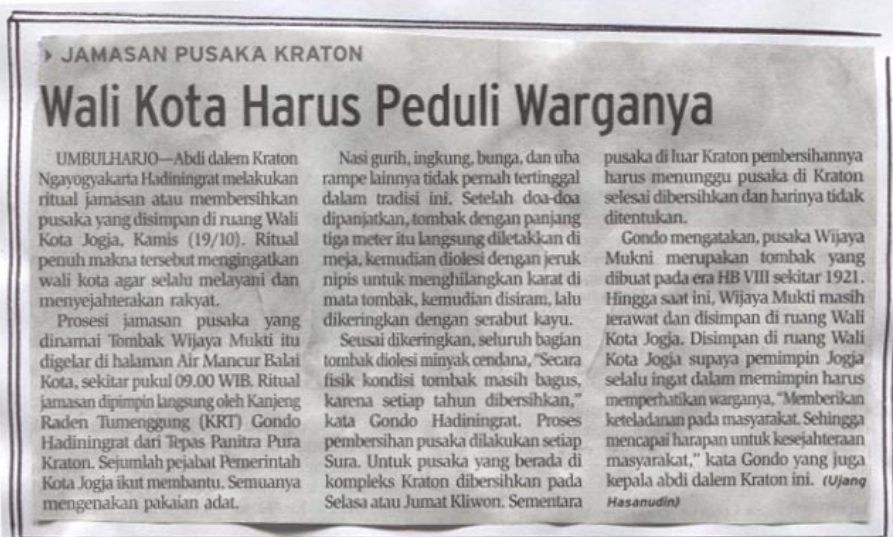 › JAMASAN PUSAKA KRATON
Wali Kota Harus Peduli Warganya
UMBULHARJO—Abdi dalem Kraton
Ngayogyakarta Hadiningrat melakukan
ritual jamasan atau membersihkan
pusaka yang disimpan di ruang Wali
Kota Jogja, Kamis (19/10). Ritual
penuh makna tersebut mengingatkan
wali kota agar selalu melayani dan
menyejahterakan rakyat.
Prosesi jamasan pusaka yang
dinamai Tombak Wijaya Mukti itu
digelar di halaman Air Mancur Balai
Kota, sekitar pukul 09.00 WIB. Ritual
jamasan dipimpin langsung oleh Kanjeng
Raden Tumenggung (KRT) Gondo
Hadiningrat dari Tepas Panitra Pura
Kraton. Sejumlah pejabat Pemerintah
Kota Jogja ikut membantu. Semuanya
mengenakan pakaian adat.
Nasi gurih, ingkung, bunga, dan uba
rampe lainnya tidak pernah tertinggal
dalam tradisi ini. Setelah doa-doa
dipanjatkan, tombak dengan panjang
tiga meter itu langsung diletakkan di
meja, kemudian diolesi dengan jeruk
nipis untuk menghilangkan karat di
mata tombak, kemudian disiram, lalu
dikeringkan dengan serabut kayu.
Seusai dikeringkan, seluruh bagian
tombak diolesi minyak cendana, “Secara
fisik kondisi tombak masih bagus,
karena setiap tahun dibersihkan,”
kata Gondo Hadiningrat. Proses
pembersihan pusaka dilakukan setiap
Sura. Untuk pusaka yang berada di
kompleks Kraton dibersihkan pada
Selasa atau Jumat Kliwon. Sementara
pusaka di luar Kraton pembersihannya
harus menunggu pusaka di Kraton
selesai dibersihkan dan harinya tidak
ditentukan.
Gondo mengatakan, pusaka Wijaya
Mukni merupakan tombak yang
dibuat pada era HB VIII sekitar 1921.
Hingga saat ini, Wijaya Mukti masih
terawat dan disimpan di ruang Wali
Kota Jogja. Disimpan di ruang Wali
Kota Jogja supaya pemimpin Jogja
selalu ingat dalam memimpin harus
memperhatikan warganya, “Memberikan
keteladanan pada masyarakat. Sehingga
mencapai harapan untuk kesejahteraan
masyarakat,” kata Gondo yang juga
kepala abdi dalem Kraton ini. (Ujang
Hasanudin)